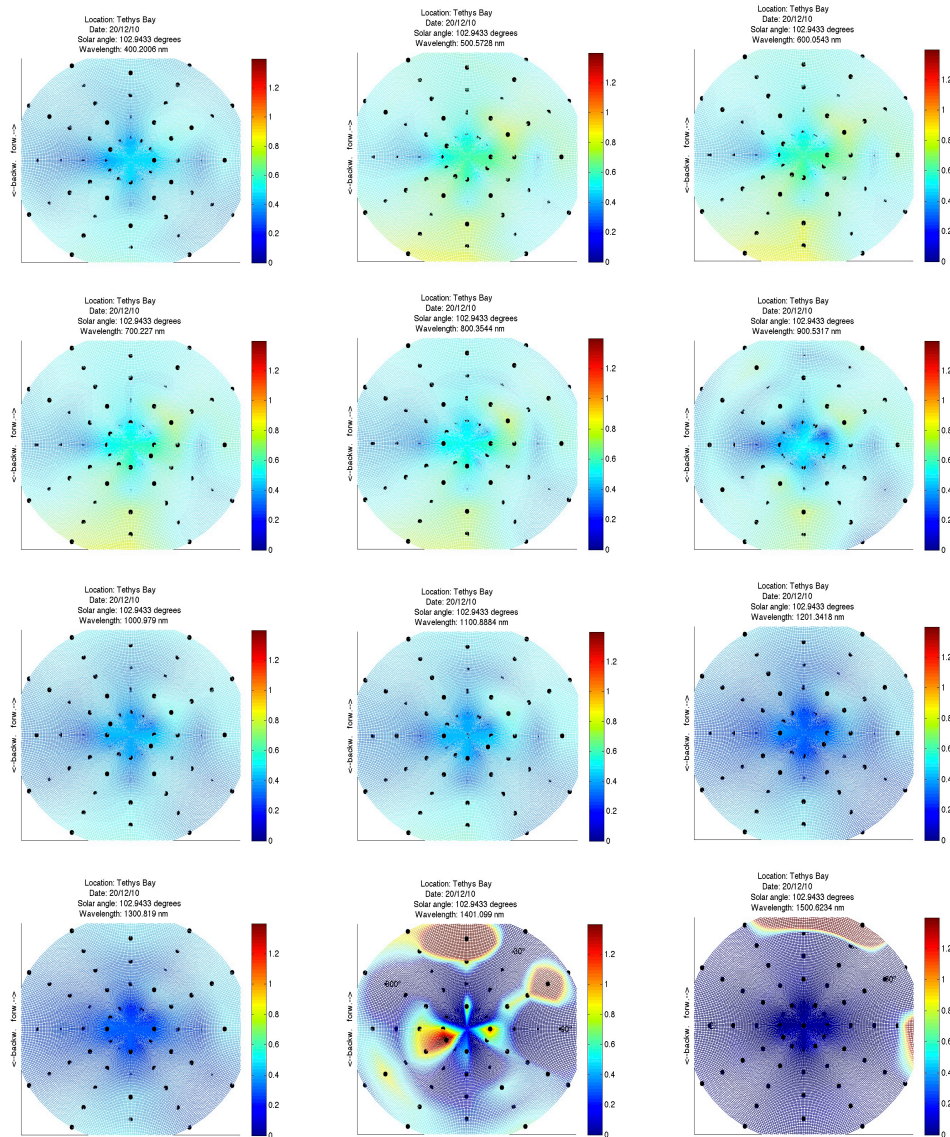 Location: Tethys Bay
Date: 20/12/10
Solar angle: 102.9433 degrees
Wavelength: 400.2006 nm
<--backw. forw.-->
1.2
1
0.8
0.6
0.4
0.2
0
Location: Tethys Bay
Date: 20/12/10
Solar angle: 102.9433 degrees
Wavelength: 500.5728 nm
<--backw. forw.-->
1.2
1
0.8
0.6
0.4
0.2
0
Location: Tethys Bay
Date: 20/12/10
Solar angle: 102.9433 degrees
Wavelength: 600.0543 nm
<--backw. forw.-->
1.2
1
0.8
0.6
0.4
0.2
0
Location: Tethys Bay
Date: 20/12/10
Solar angle: 102.9433 degrees
Wavelength: 700.227 nm
<--backw. forw.-->
1.2
1
0.8
0.6
0.4
0.2
0
Location: Tethys Bay
Date: 20/12/10
Solar angle: 102.9433 degrees
Wavelength: 800.3544 nm
<--backw. forw.-->
1.2
1
0.8
0.6
0.4
0.2
0
Location: Tethys Bay
Date: 20/12/10
Solar angle: 102.9433 degrees
Wavelength: 900.5317 nm
<--backw. forw.-->
1.2
1
0.8
0.6
0.4
0.2
0
Location: Tethys Bay
Date: 20/12/10
Solar angle: 102.9433 degrees
Wavelength: 1000.979 nm
<--backw. forw.-->
1.2
1
0.8
0.6
0.4
0.2
0
Location: Tethys Bay
Date: 20/12/10
Solar angle: 102.9433 degrees
Wavelength: 1100.8884 nm
<--backw. forw.-->
1.2
1
0.8
0.6
0.4
0.2
0
Location: Tethys Bay
Date: 20/12/10
Solar angle: 102.9433 degrees
Wavelength: 1201.3418 nm
<--backw. forw.-->
1.2
1
0.8
0.6
0.4
0.2
0
Location: Tethys Bay
Date: 20/12/10
Solar angle: 102.9433 degrees
Wavelength: 1300.819 nm
<--backw. forw.-->
1.2
1
0.8
0.6
0.4
0.2
0
Location: Tethys Bay
Date: 20/12/10
Solar angle: 102.9433 degrees
Wavelength: 1401.099 nm
<--backw. forw.-->
1.2
1
0.8
0.6
0.4
0.2
0
Location: Tethys Bay
Date: 20/12/10
Solar angle: 102.9433 degrees
Wavelength: 1500.6234 nm
<--backw. forw.-->
1.2
1
0.8
0.6
0.4
0.2
0